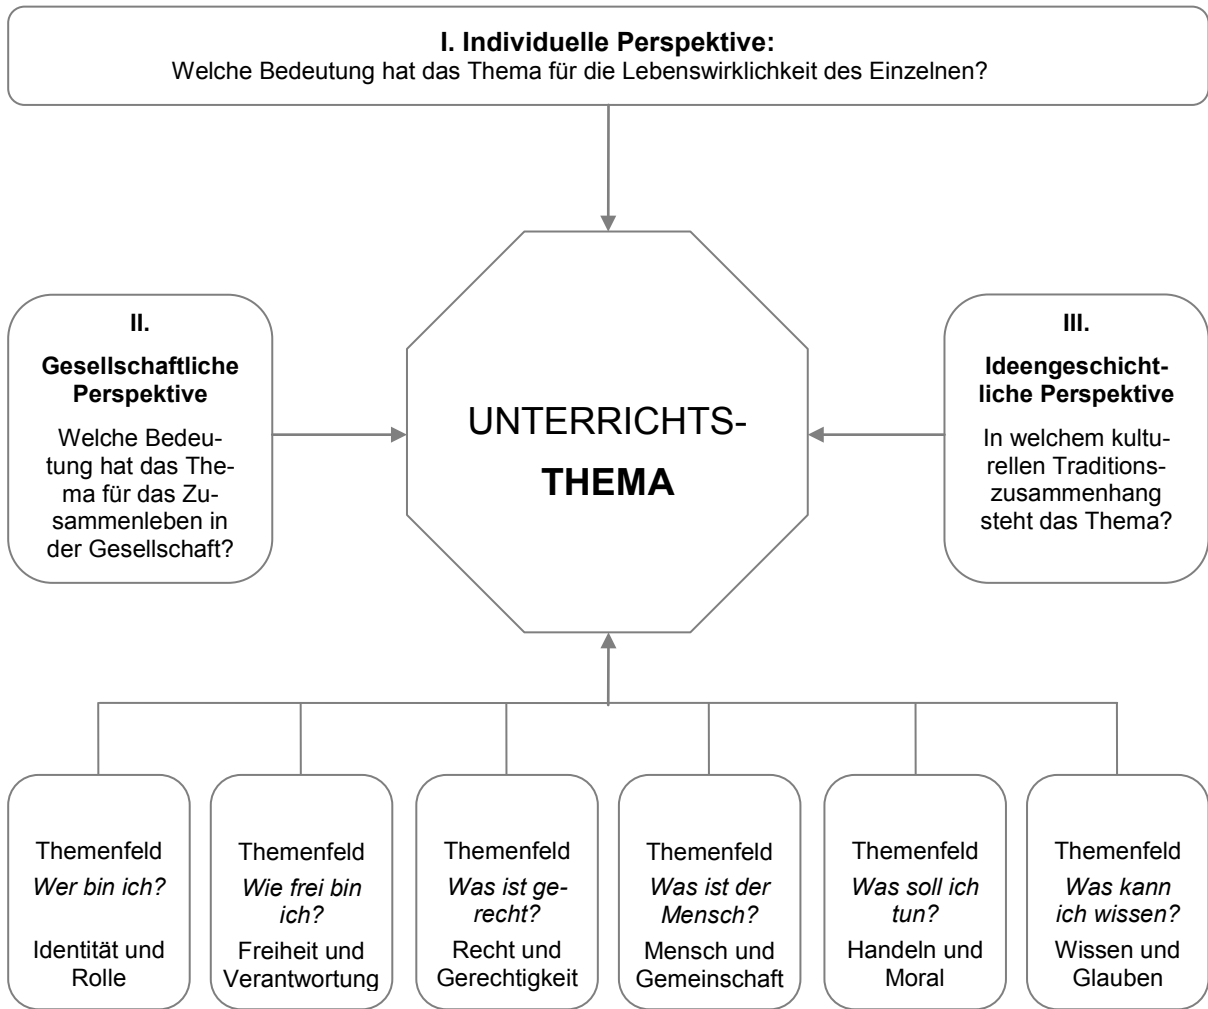 I. Individuelle Perspektive:
Welche Bedeutung hat das Thema für die Lebenswirklichkeit des Einzelnen?
II.
Gesellschaftliche
Perspektive
Welche Bedeu-
tung hat das The-
ma für das Zu-
sammenleben in
der Gesellschaft?
UNTERRICHTS-
THEMA
III.
Ideengeschicht-
liche Perspektive
In welchem kultu-
rellen Traditions-
zusammenhang
steht das Thema?
Themenfeld
Wer bin ich?
Identität und
Rolle
Themenfeld
Wie frei bin
ich?
Freiheit und
Verantwortung
Themenfeld
Was ist ge-
recht?
Recht und
Gerechtigkeit
Themenfeld
Was ist der
Mensch?
Mensch und
Gemeinschaft
Themenfeld
Was soll ich
tun?
Handeln und
Moral
Themenfeld
Was kann
ich wissen?
Wissen und
Glauben